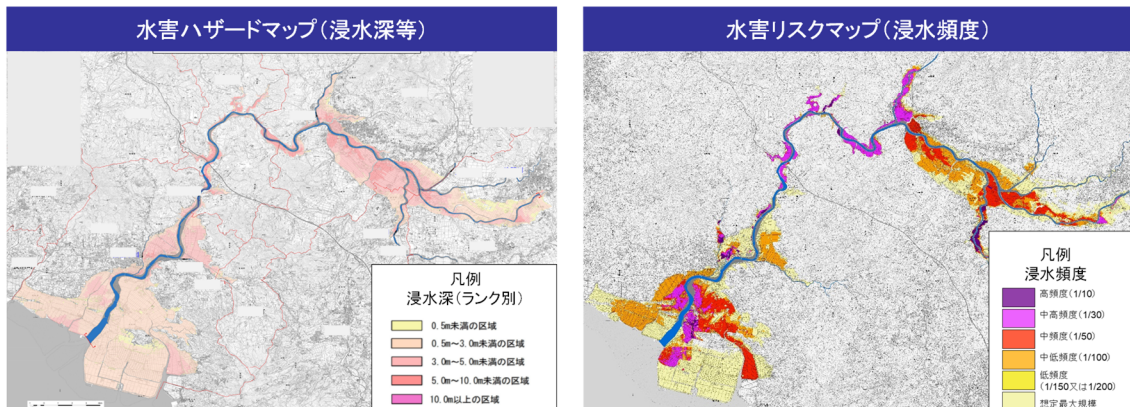 水害ハザードマップ(浸水深等)
凡例
浸水深(ランク別)
0.5m未満の区域
0.5m～3.0m未満の区域
3.0m～5.0m未満の区域
5.0m～10.0m未満の区域
10.0m以上の区域
水害リスクマップ(浸水頻度)
凡例
浸水頻度
高頻度(1/10)
中高頻度(1/30)
中頻度(1/50)
中低頻度(1/100)
低頻度
(1/150又は1/200)
想定最大規模